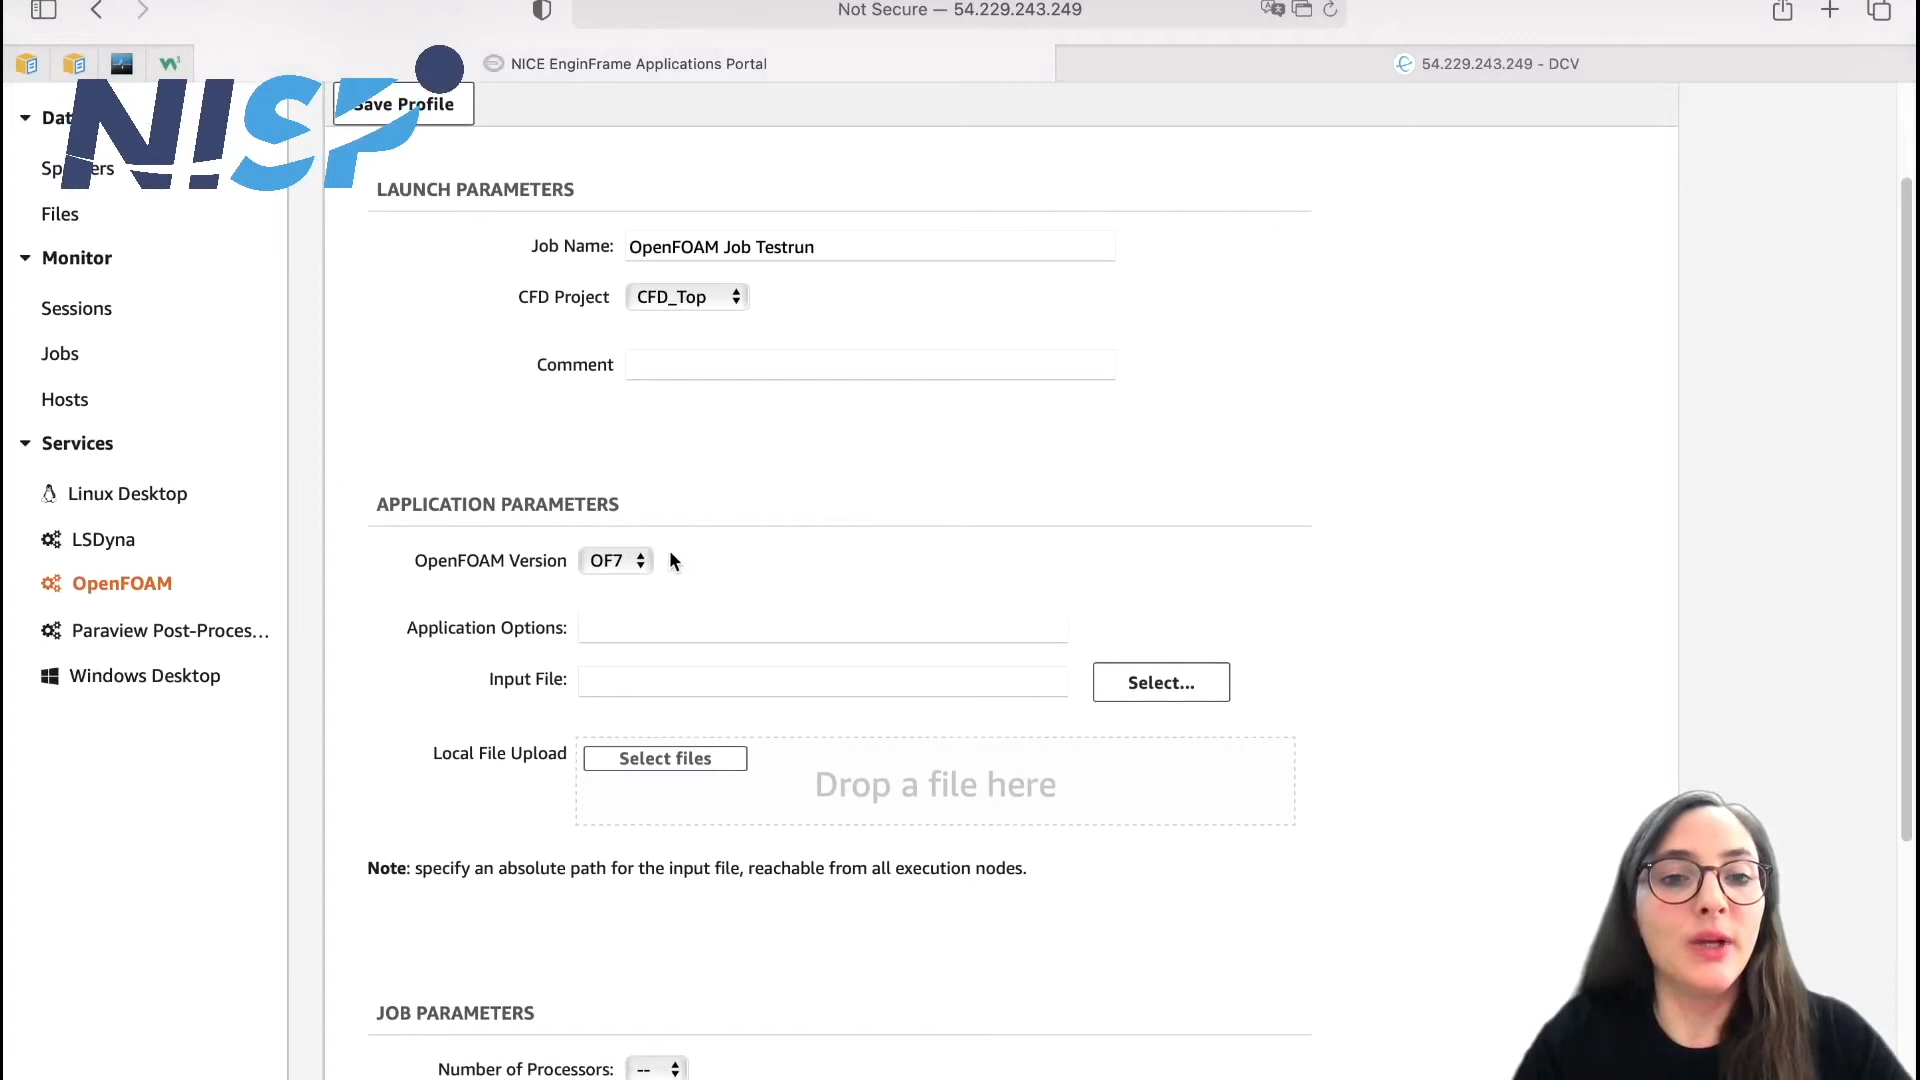 Not Secure — 54.229.243.249
NICE EnginFrame Applications Portal
54.229.243.249 - DCV
NISP
Save Profile
Files
Monitor
Sessions
Jobs
Hosts
Services
Linux Desktop
LSDyna
OpenFOAM
Paraview Post-Proces...
Windows Desktop
LAUNCH PARAMETERS
Job Name: OpenFOAM Job Testrun
CFD Project CFD_Top
Comment
APPLICATION PARAMETERS
OpenFOAM Version OF7
Application Options:
Input File: Select...
Local File Upload Select files
Drop a file here
Note: specify an absolute path for the input file, reachable from all execution nodes.
JOB PARAMETERS
Number of Processors: --